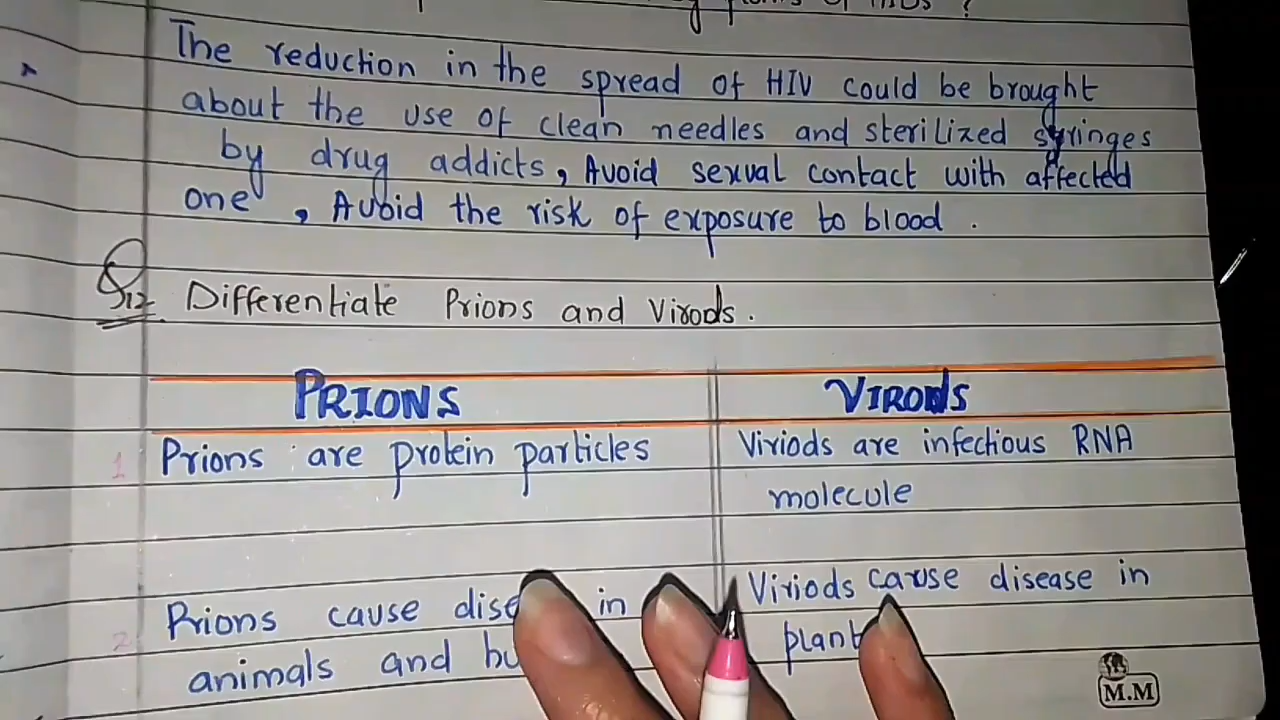 The reduction in the spread of HIV could be brought
about the use of clean needles and sterilized syringes
by drug addicts, Avoid sexual contact with affected
one, Avoid the risk of exposure to blood.
Q12. Differentiate Prions and Virods.
PRIONS VIRODS
1 Prions are protein particles Viriods are infectious RNA
molecule
2 Prions cause in Viriods cause disease in
animals and plant
M.M